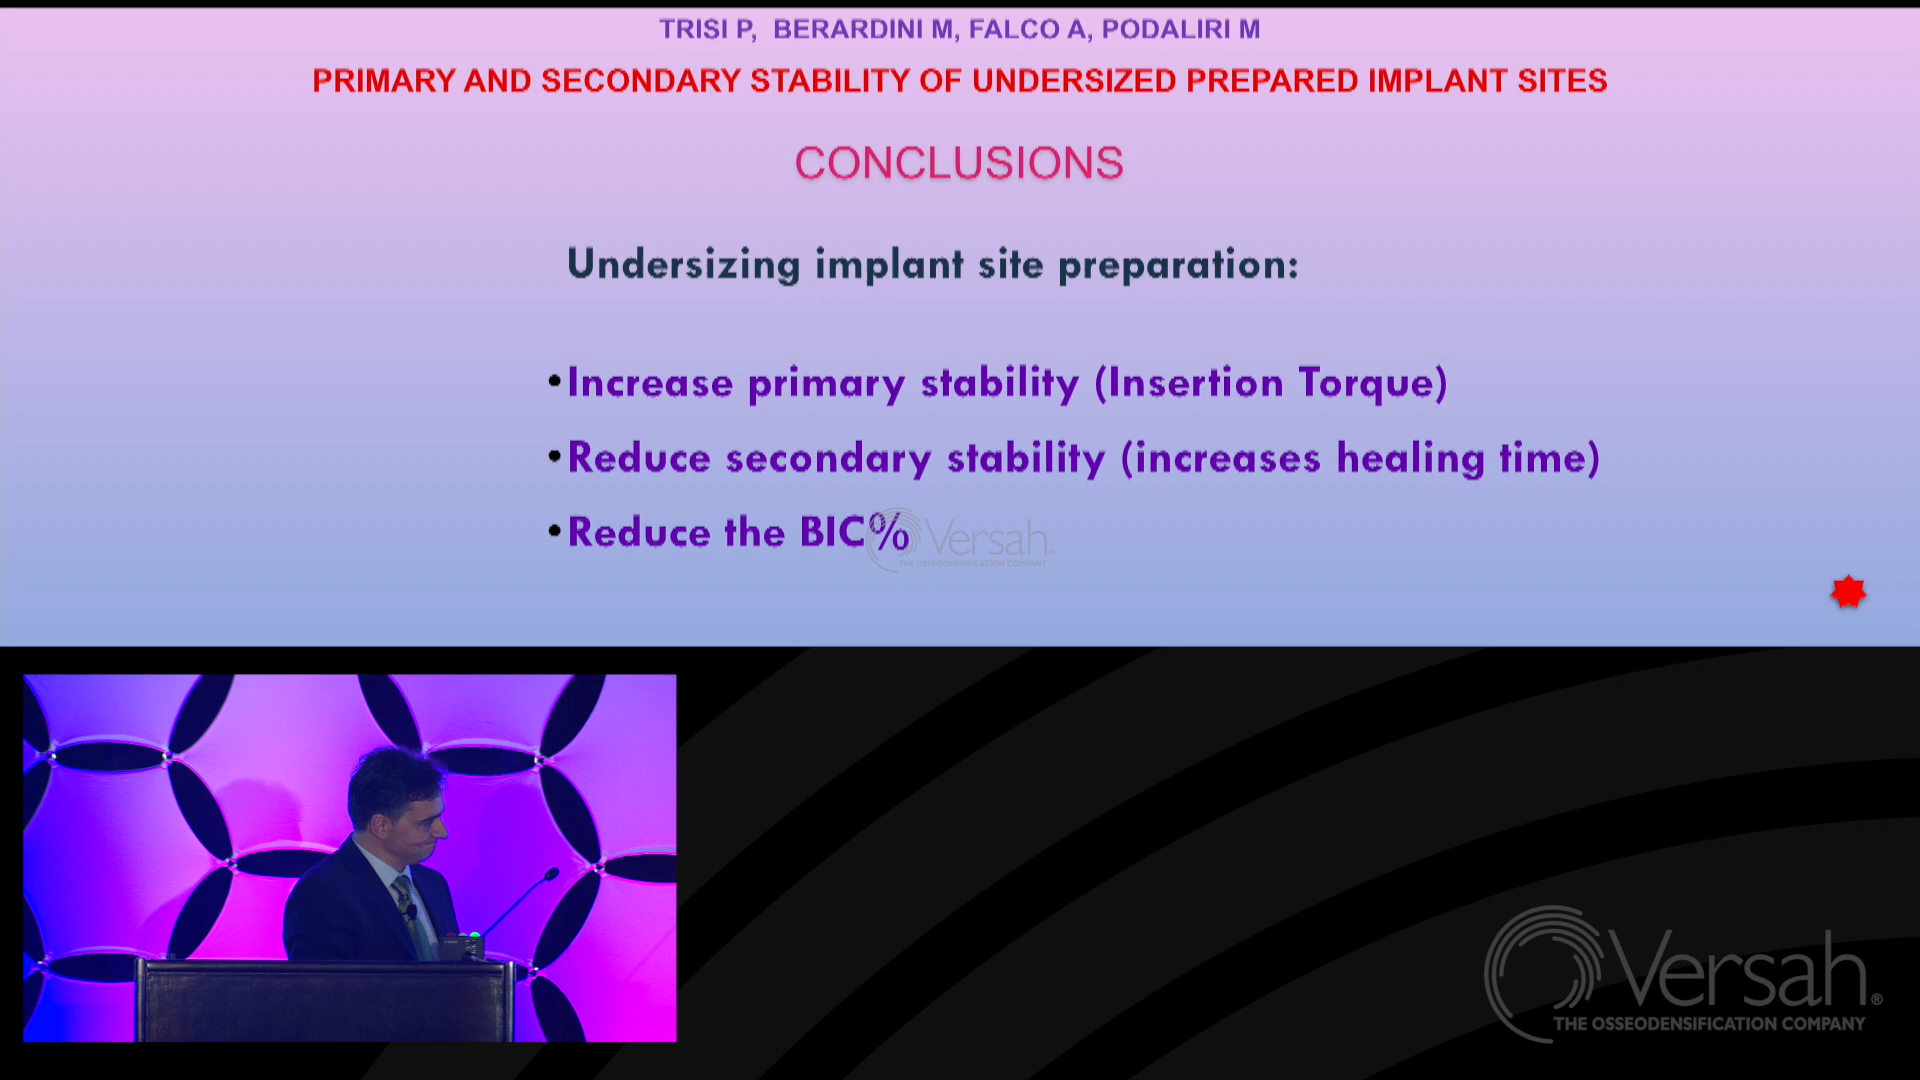 TRISI P, BERARDINI M, FALCO A, PODALIRI M
PRIMARY AND SECONDARY STABILITY OF UNDERSIZED PREPARED IMPLANT SITES
CONCLUSIONS
Undersizing implant site preparation:
•Increase primary stability (Insertion Torque)
•Reduce secondary stability (increases healing time)
•Reduce the BIC%
Versah®
THE OSSEODENSIFICATION COMPANY
Versah®
THE OSSEODENSIFICATION COMPANY